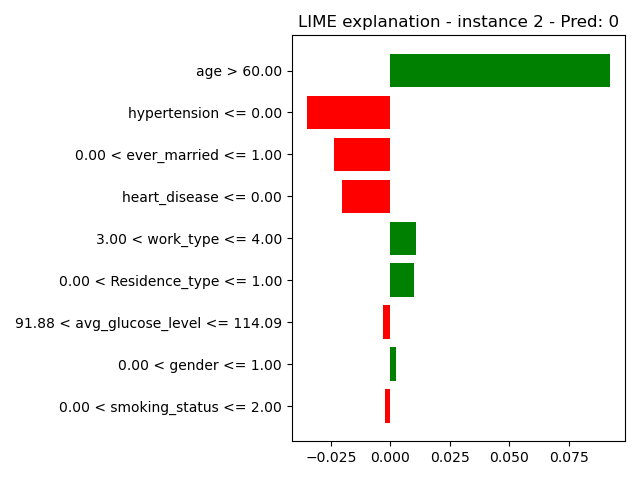 LIME explanation - instance 2 - Pred: 0
age > 60.00
hypertension <= 0.00
0.00 < ever_married <= 1.00
heart_disease <= 0.00
3.00 < work_type <= 4.00
0.00 < Residence_type <= 1.00
91.88 < avg_glucose_level <= 114.09
0.00 < gender <= 1.00
0.00 < smoking_status <= 2.00
−0.025 0.000 0.025 0.050 0.075